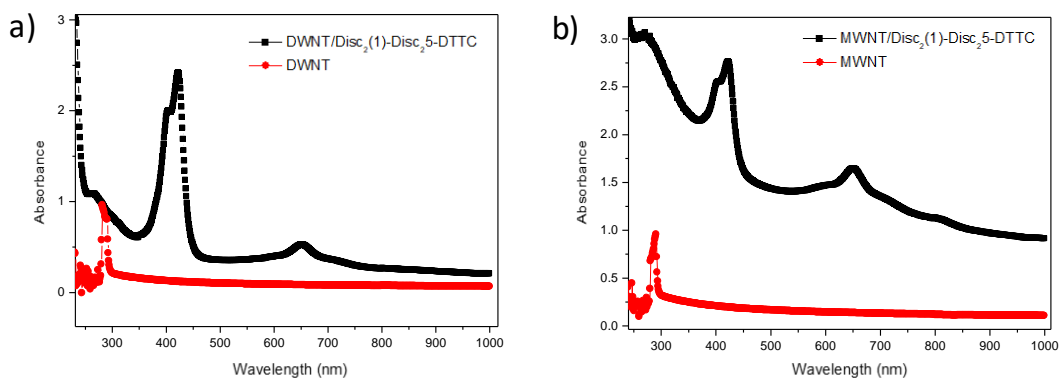 a)
DWNT/Disc₂(1)-Disc₂5-DTTC
DWNT
Absorbance
3
2
1
0
300 400 500 600 700 800 900 1000
Wavelength (nm)
b)
MWNT/Disc₂(1)-Disc₂5-DTTC
MWNT
Absorbance
3.0
2.5
2.0
1.5
1.0
0.5
0.0
300 400 500 600 700 800 900 1000
Wavelength (nm)